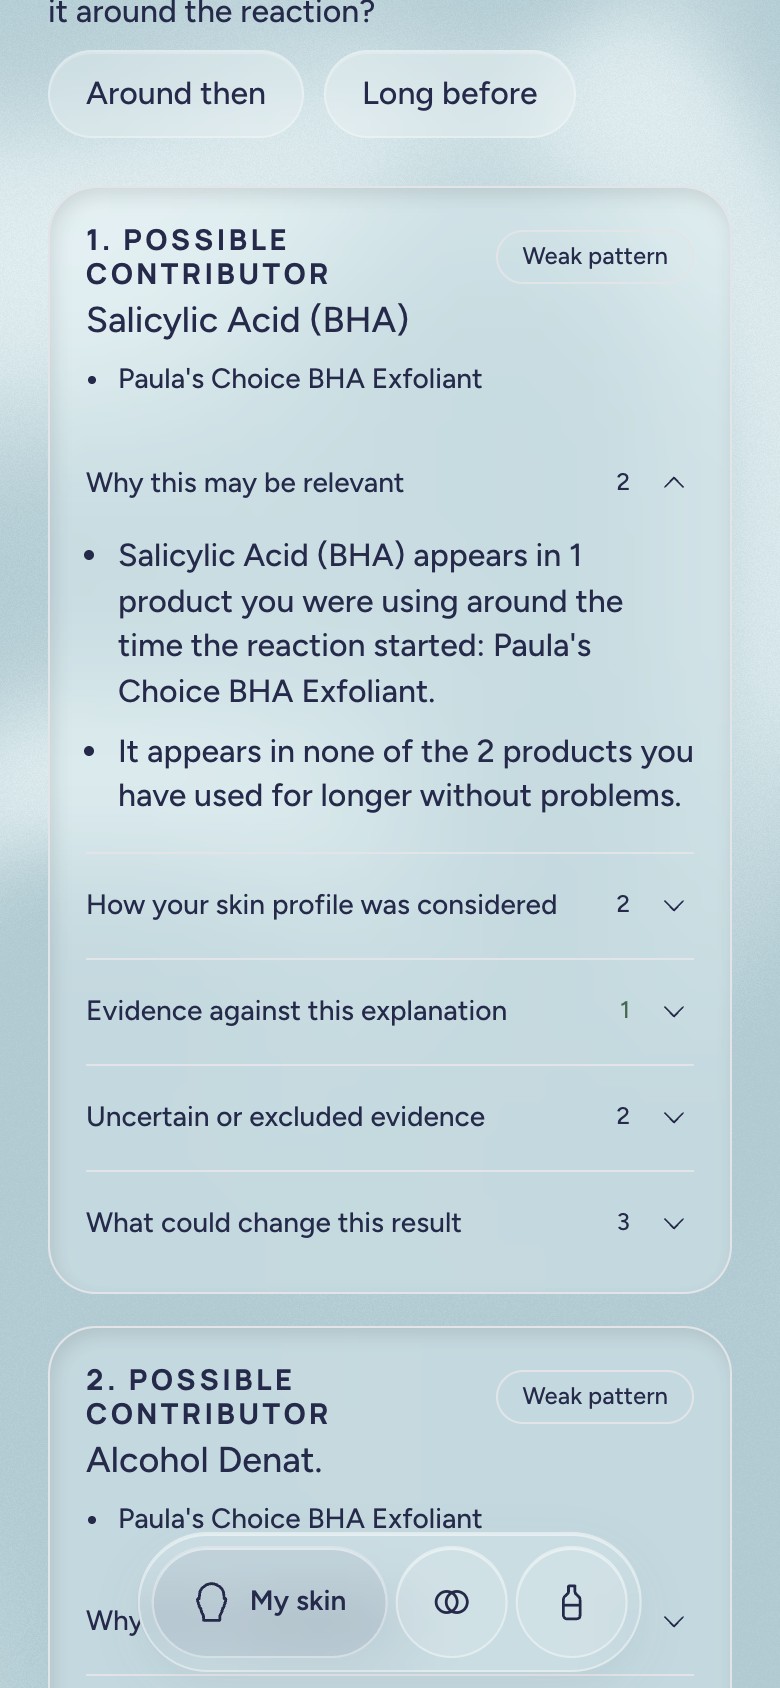 it around the reaction?
Around then
Long before
1. POSSIBLE
CONTRIBUTOR
Weak pattern
Salicylic Acid (BHA)
• Paula's Choice BHA Exfoliant
Why this may be relevant 2
• Salicylic Acid (BHA) appears in 1
product you were using around the
time the reaction started: Paula's
Choice BHA Exfoliant.
• It appears in none of the 2 products you
have used for longer without problems.
How your skin profile was considered 2
Evidence against this explanation 1
Uncertain or excluded evidence 2
What could change this result 3
2. POSSIBLE
CONTRIBUTOR
Weak pattern
Alcohol Denat.
• Paula's Choice BHA Exfoliant
Why
My skin